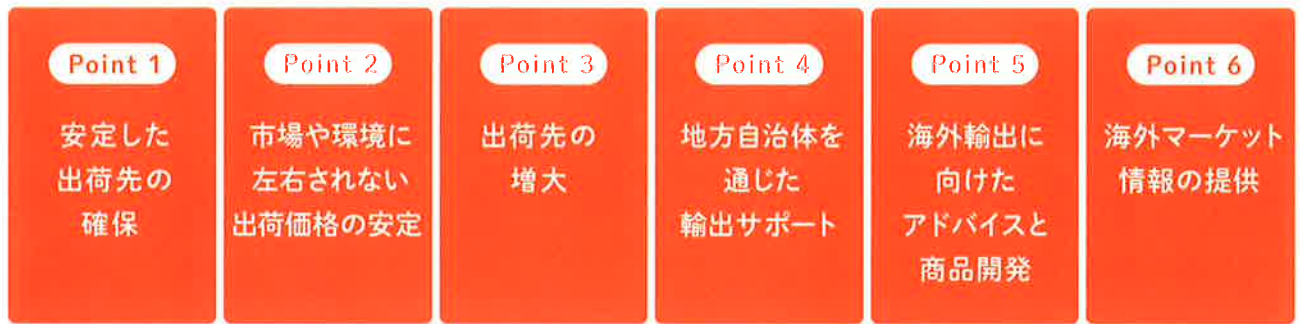 Point 1
安定した
出荷先の
確保
Point 2
市場や環境に
左右されない
出荷価格の安定
Point 3
出荷先の
増大
Point 4
地方自治体を
通じた
輸出サポート
Point 5
海外輸出に
向けた
アドバイスと
商品開発
Point 6
海外マーケット
情報の提供